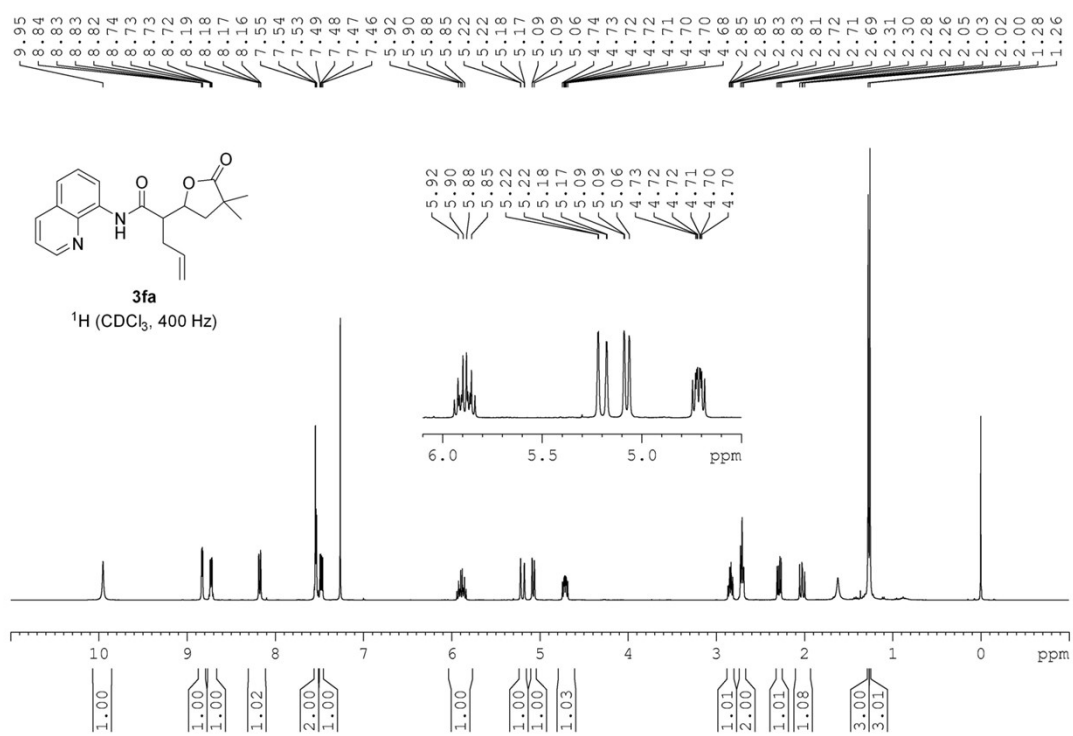 9.95 8.84 8.83 8.83 8.82 8.74 8.73 8.73 8.72 8.19 8.18 8.17 8.16 7.55 7.54 7.53 7.49 7.48 7.47 7.46 5.92 5.90 5.88 5.85 5.22 5.22 5.18 5.17 5.09 5.09 5.06 4.74 4.73 4.72 4.72 4.71 4.70 4.70 4.68 2.85 2.85 2.83 2.83 2.81 2.72 2.71 2.69 2.31 2.30 2.28 2.26 2.05 2.03 2.02 2.00 1.28 1.26
5.92 5.90 5.88 5.85 5.22 5.22 5.18 5.17 5.09 5.09 5.06 4.73 4.72 4.72 4.71 4.70 4.70
O
O
O
N
H
N
3fa
¹H (CDCl₃, 400 Hz)
6.0 5.5 5.0 ppm
10 9 8 7 6 5 4 3 2 1 0 ppm
1.00 1.00 1.00 1.02 2.00 1.00 1.00 1.00 1.00 1.03 1.01 2.00 1.01 1.08 3.00 3.01